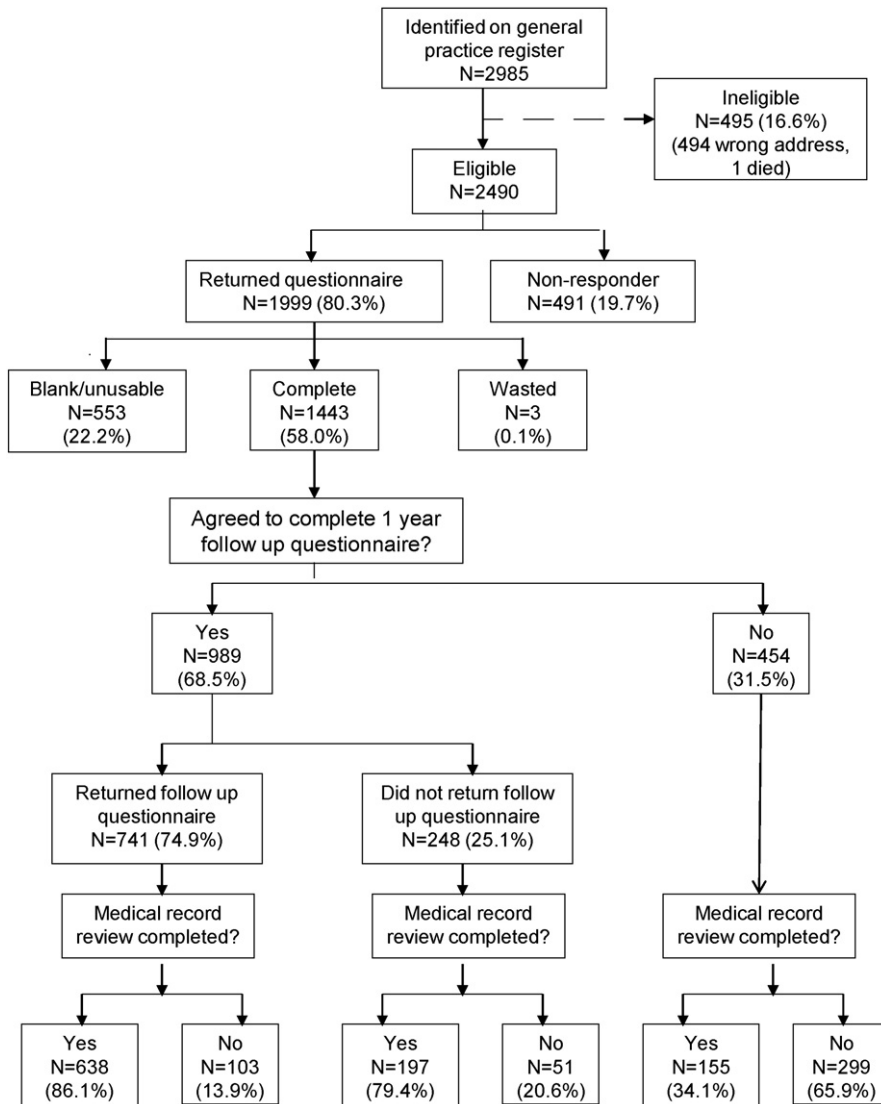 Identified on general
practice register
N=2985
Ineligible
N=495 (16.6%)
(494 wrong address,
1 died)
Eligible
N=2490
Returned questionnaire
N=1999 (80.3%)
Non-responder
N=491 (19.7%)
Blank/unusable
N=553
(22.2%)
Complete
N=1443
(58.0%)
Wasted
N=3
(0.1%)
Agreed to complete 1 year
follow up questionnaire?
Yes
N=989
(68.5%)
No
N=454
(31.5%)
Returned follow up
questionnaire
N=741 (74.9%)
Did not return follow
up questionnaire
N=248 (25.1%)
Medical record
review completed?
Medical record
review completed?
Medical record
review completed?
Yes
N=638
(86.1%)
No
N=103
(13.9%)
Yes
N=197
(79.4%)
No
N=51
(20.6%)
Yes
N=155
(34.1%)
No
N=299
(65.9%)